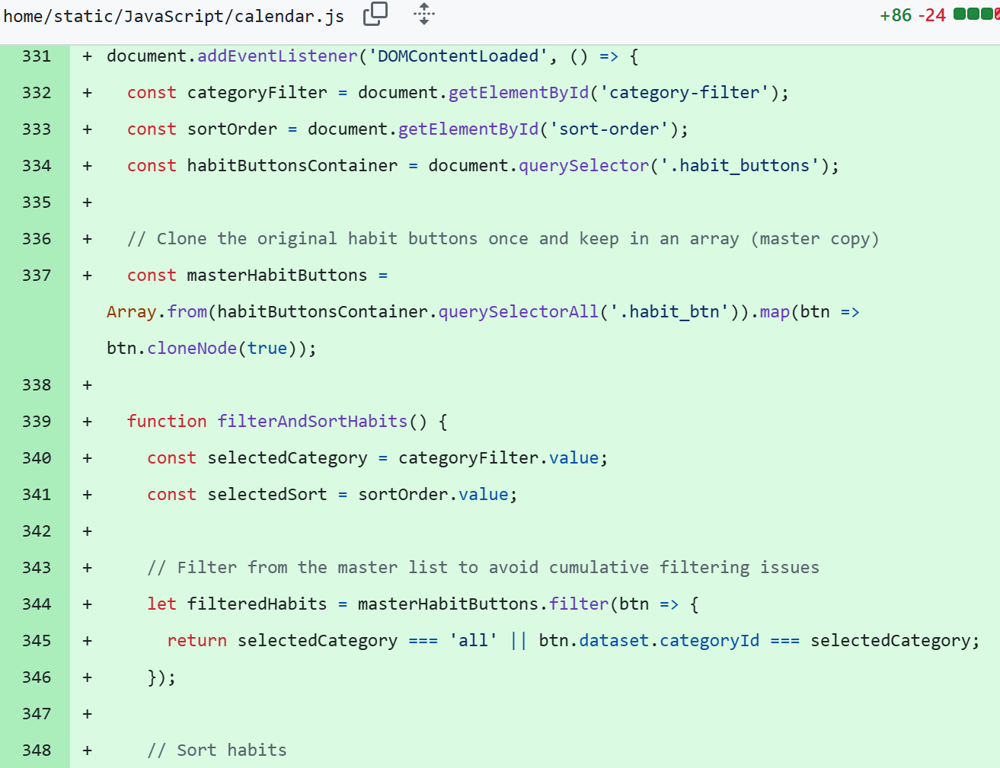 home/static/JavaScript/calendar.js +86 -24
331 + document.addEventListener('DOMContentLoaded', () => {
332 +   const categoryFilter = document.getElementById('category-filter');
333 +   const sortOrder = document.getElementById('sort-order');
334 +   const habitButtonsContainer = document.querySelector('.habit_buttons');
335 +
336 +   // Clone the original habit buttons once and keep in an array (master copy)
337 +   const masterHabitButtons =
Array.from(habitButtonsContainer.querySelectorAll('.habit_btn')).map(btn =>
btn.cloneNode(true));
338 +
339 +   function filterAndSortHabits() {
340 +     const selectedCategory = categoryFilter.value;
341 +     const selectedSort = sortOrder.value;
342 +
343 +     // Filter from the master list to avoid cumulative filtering issues
344 +     let filteredHabits = masterHabitButtons.filter(btn => {
345 +       return selectedCategory === 'all' || btn.dataset.categoryId === selectedCategory;
346 +     });
347 +
348 +     // Sort habits